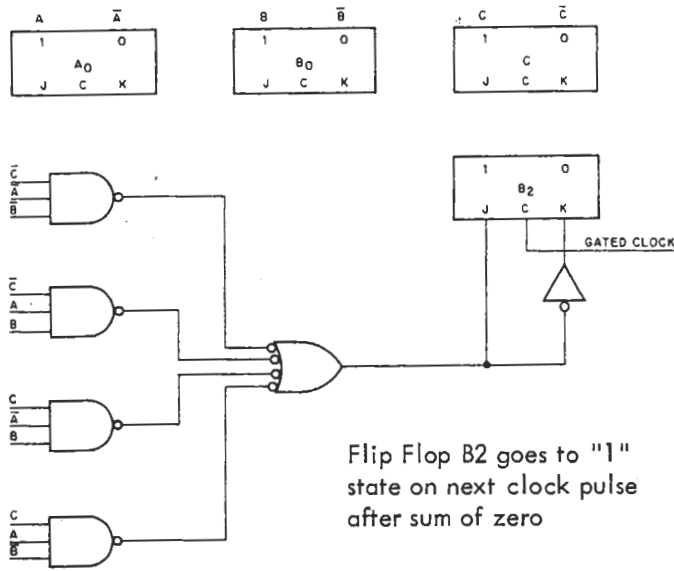 A A̅ B B̅ C C̅
1 0 1 0 1 0
A0 B0 C
J C K J C K J C K
C̅
A̅
B̅
1 0
B2
J C K
GATED CLOCK
C̅
A
B
C
A̅
B
Flip Flop B2 goes to "1"
state on next clock pulse
after sum of zero
C
A
B̅